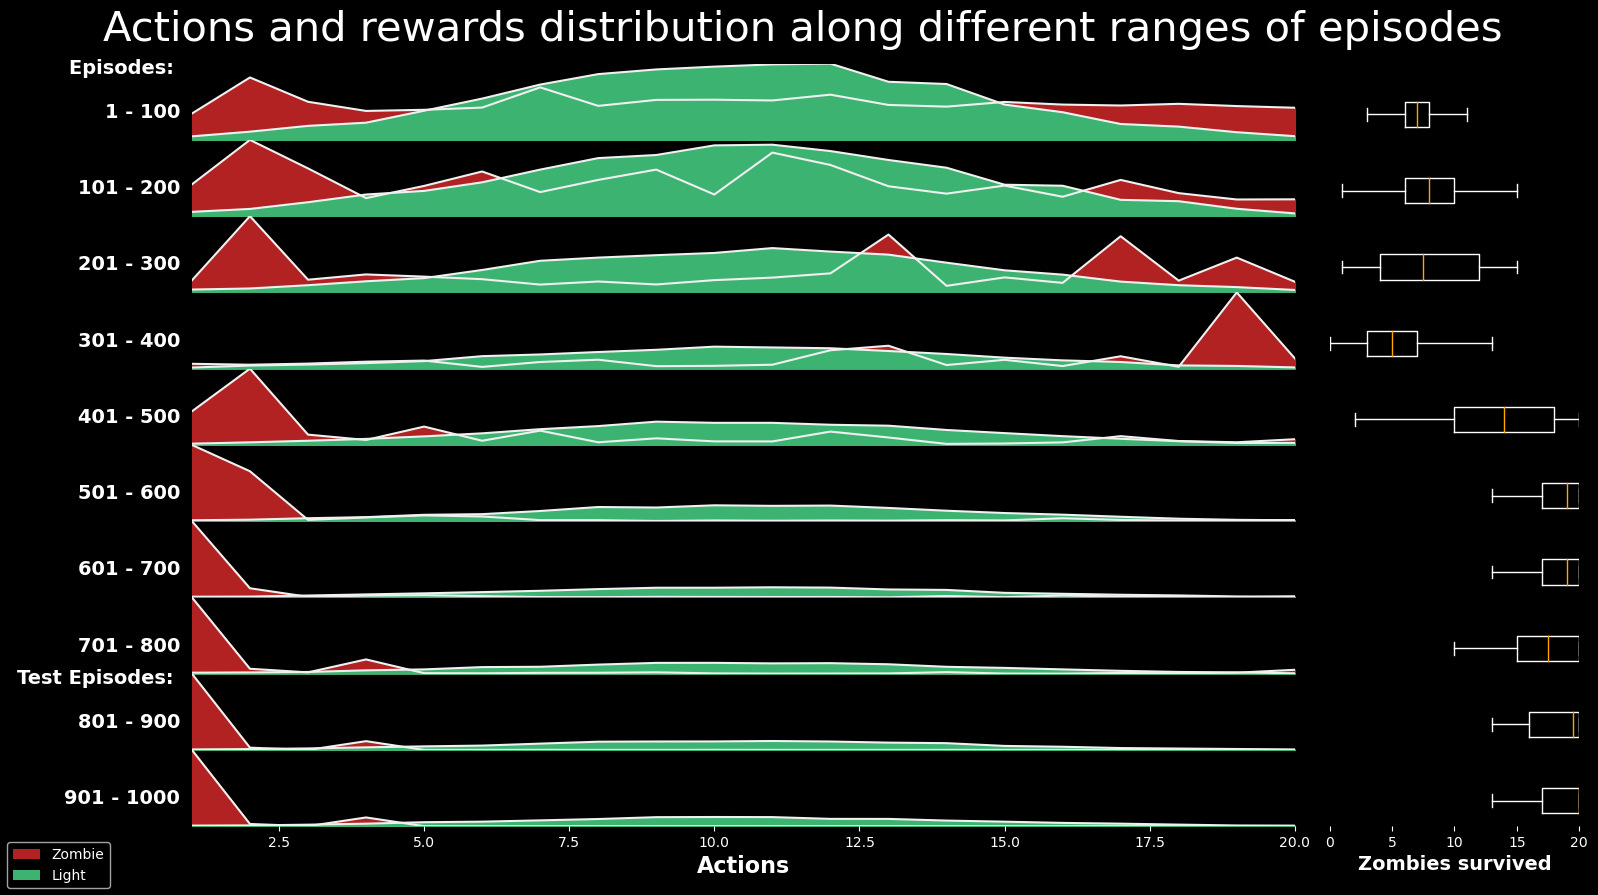 Actions and rewards distribution along different ranges of episodes
Episodes:
1 - 100
101 - 200
201 - 300
301 - 400
401 - 500
501 - 600
601 - 700
701 - 800
Test Episodes:
801 - 900
901 - 1000
2.5 5.0 7.5 10.0 12.5 15.0 17.5 20.0
Actions
0 5 10 15 20
Zombies survived
Zombie
Light